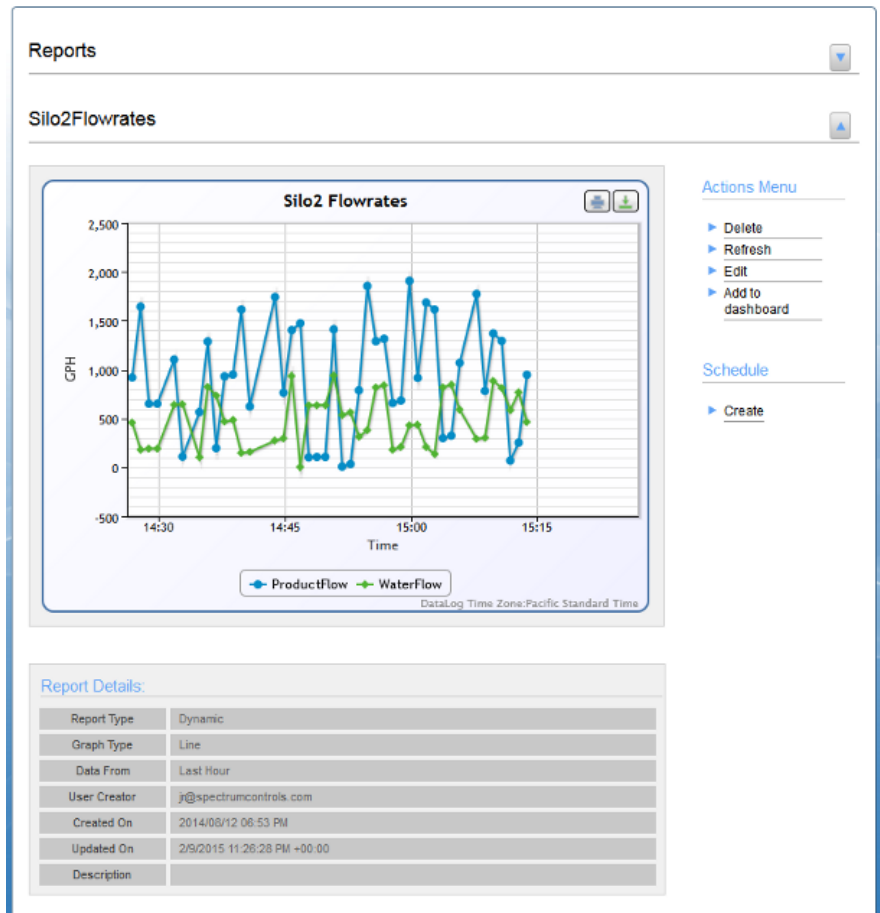 Reports
Silo2Flowrates
Silo2 Flowrates
2,500
2,000
1,500
1,000
500
0
-500
GPH
14:30 14:45 15:00 15:15
Time
ProductFlow WaterFlow
DataLog Time Zone:Pacific Standard Time
Actions Menu
Delete
Refresh
Edit
Add to
dashboard
Schedule
Create
Report Details:
Report Type Dynamic
Graph Type Line
Data From Last Hour
User Creator jr@spectrumcontrols.com
Created On 2014/08/12 06:53 PM
Updated On 2/9/2015 11:26:28 PM +00:00
Description